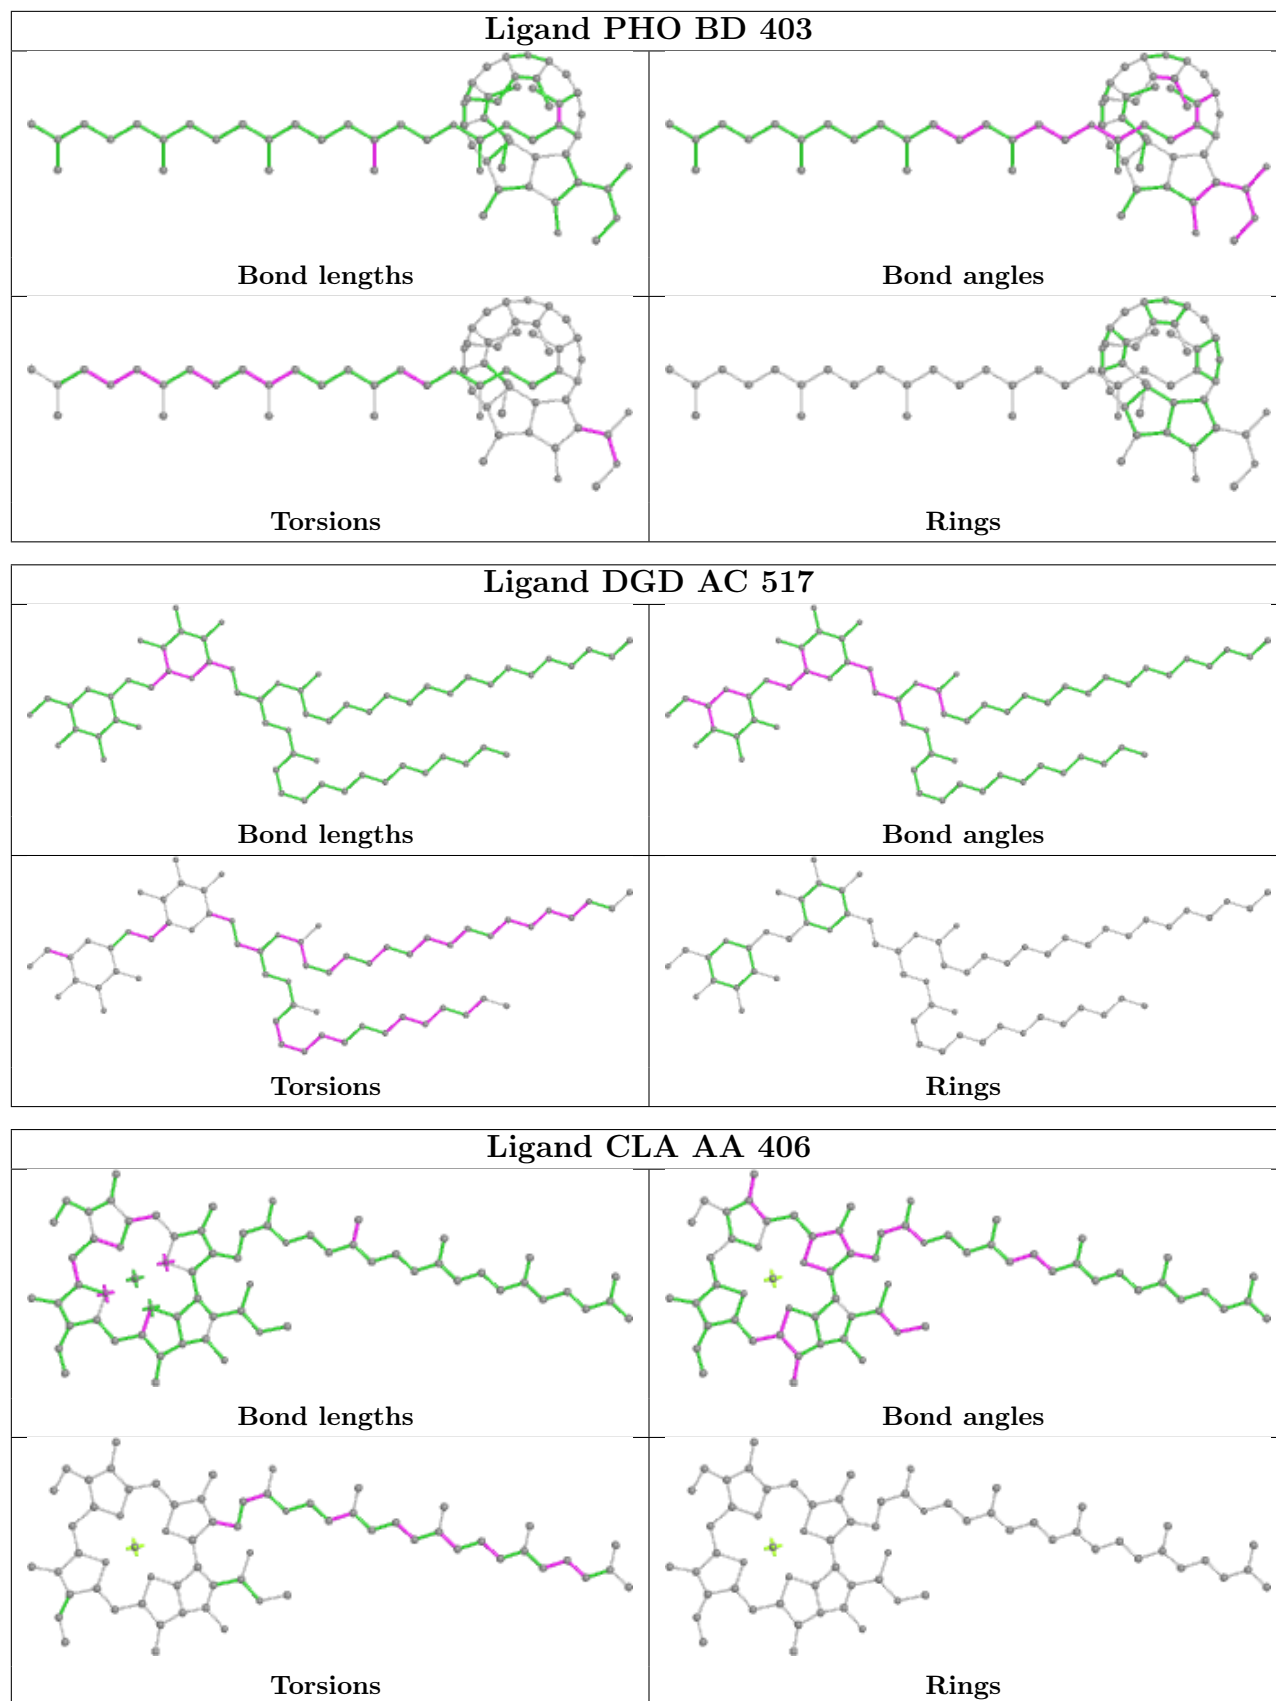 Ligand PHO BD 403
Bond lengths
Bond angles
Torsions
Rings
Ligand DGD AC 517
Bond lengths
Bond angles
Torsions
Rings
Ligand CLA AA 406
Bond lengths
Bond angles
Torsions
Rings